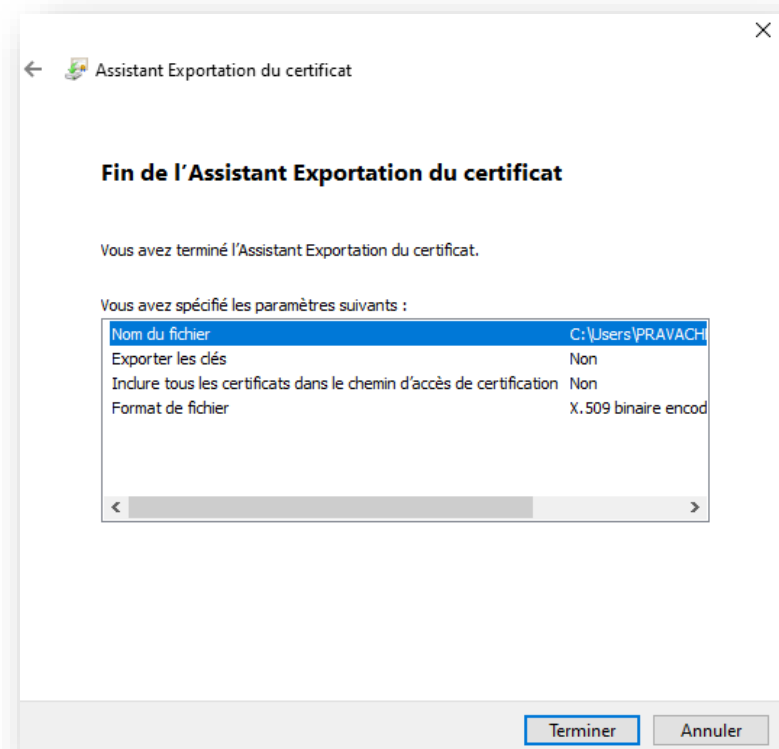 Assistant Exportation du certificat
Fin de l'Assistant Exportation du certificat
Vous avez terminé l'Assistant Exportation du certificat.
Vous avez spécifié les paramètres suivants :
Nom du fichier C:\Users\PRAVACH
Exporter les clés Non
Inclure tous les certificats dans le chemin d'accès de certification Non
Format de fichier X.509 binaire encod
Terminer Annuler